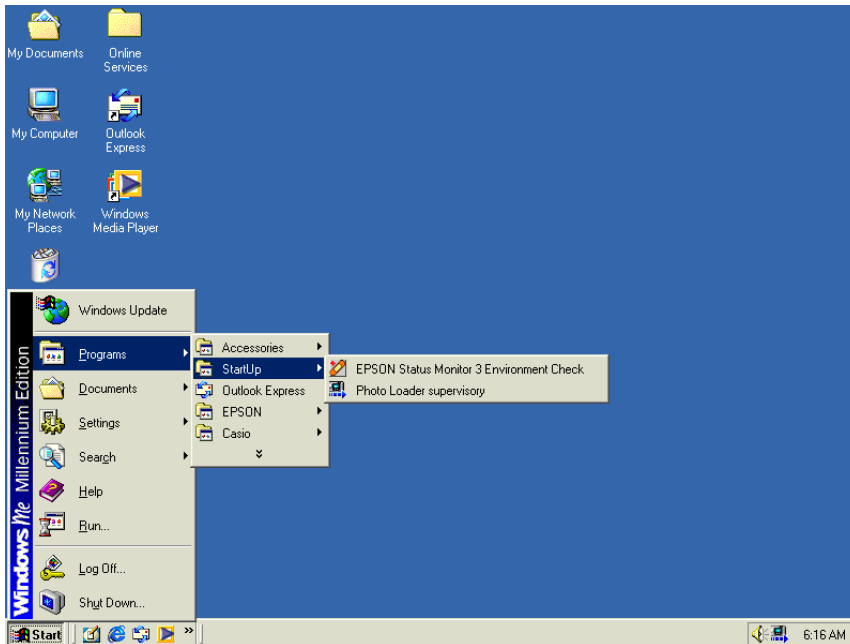 My Documents
Online
Services
My Computer
Outlook
Express
My Network
Places
Windows
Media Player
Windows Me Millennium Edition
Windows Update
Programs
Documents
Settings
Search
Help
Run...
Log Off...
Shut Down...
Accessories
StartUp
Outlook Express
EPSON
Casio
EPSON Status Monitor 3 Environment Check
Photo Loader supervisory
Start
»
6:16 AM